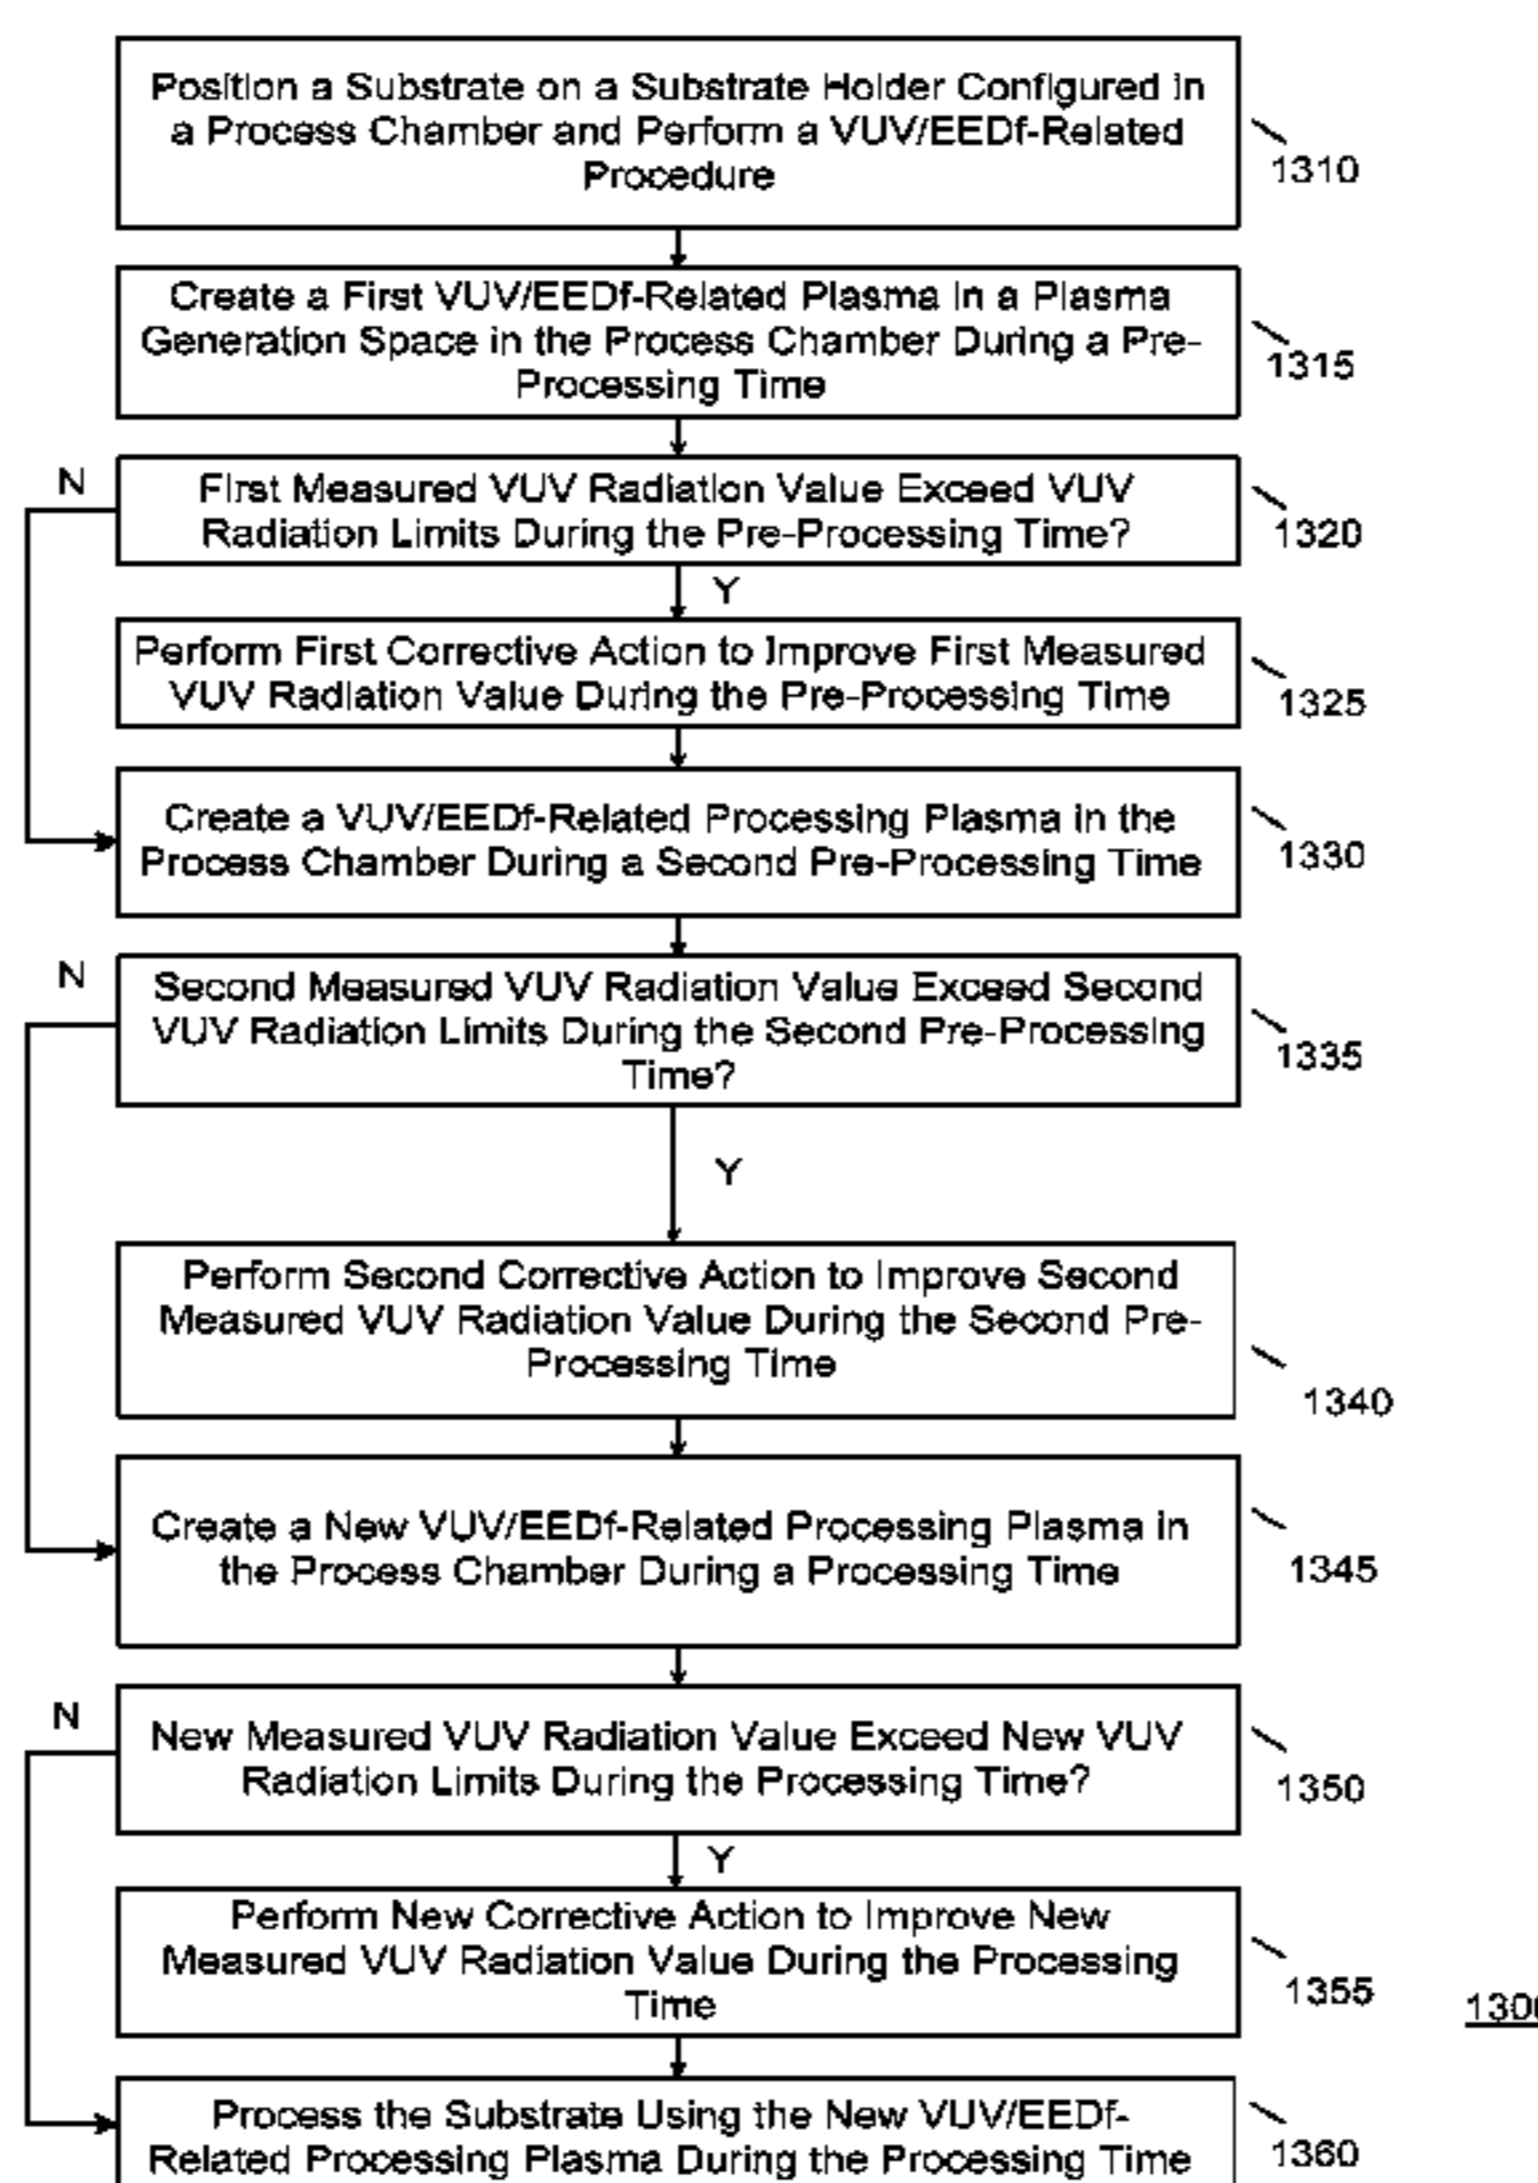 Position a Substrate on a Substrate Holder Configured in
a Process Chamber and Perform a VUV/EEDf-Related
Procedure
1310
Create a First VUV/EEDf-Related Plasma in a Plasma
Generation Space in the Process Chamber During a Pre-
Processing Time
1315
N
First Measured VUV Radiation Value Exceed VUV
Radiation Limits During the Pre-Processing Time?
1320
Y
Perform First Corrective Action to Improve First Measured
VUV Radiation Value During the Pre-Processing Time
1325
Create a VUV/EEDf-Related Processing Plasma in the
Process Chamber During a Second Pre-Processing Time
1330
N
Second Measured VUV Radiation Value Exceed Second
VUV Radiation Limits During the Second Pre-Processing
Time?
1335
Y
Perform Second Corrective Action to Improve Second
Measured VUV Radiation Value During the Second Pre-
Processing Time
1340
Create a New VUV/EEDf-Related Processing Plasma in
the Process Chamber During a Processing Time
1345
N
New Measured VUV Radiation Value Exceed New VUV
Radiation Limits During the Processing Time?
1350
Y
Perform New Corrective Action to Improve New
Measured VUV Radiation Value During the Processing
Time
1355
1300
Process the Substrate Using the New VUV/EEDf-
Related Processing Plasma During the Processing Time
1360